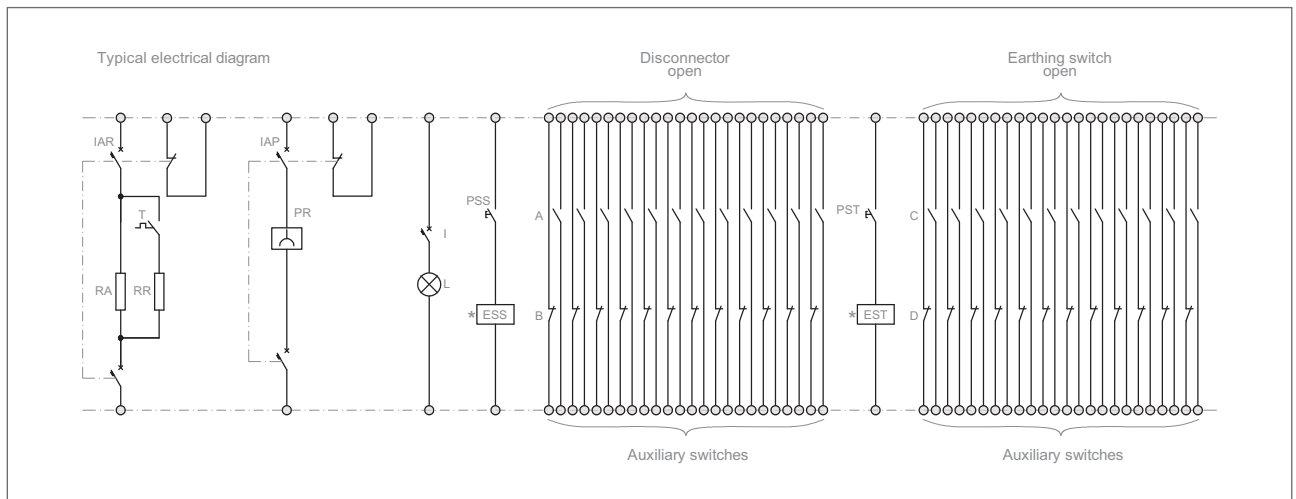 Typical electrical diagram
Disconnector
open
Earthing switch
open
IAR
IAP
T
PR
PSS
A
PST
C
I
L
RA
RR
* ESS
B
* EST
D
Auxiliary switches
Auxiliary switches